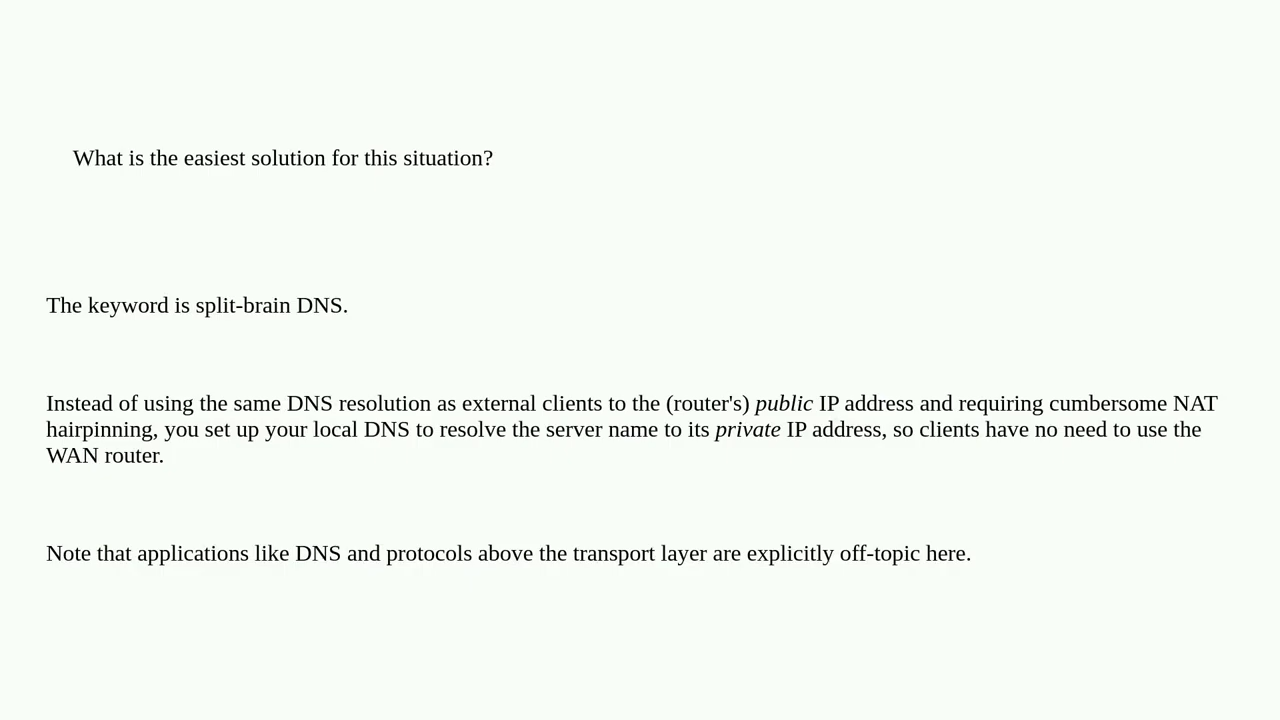 What is the easiest solution for this situation?
The keyword is split-brain DNS.
Instead of using the same DNS resolution as external clients to the (router's) public IP address and requiring cumbersome NAT
hairpinning, you set up your local DNS to resolve the server name to its private IP address, so clients have no need to use the
WAN router.
Note that applications like DNS and protocols above the transport layer are explicitly off-topic here.